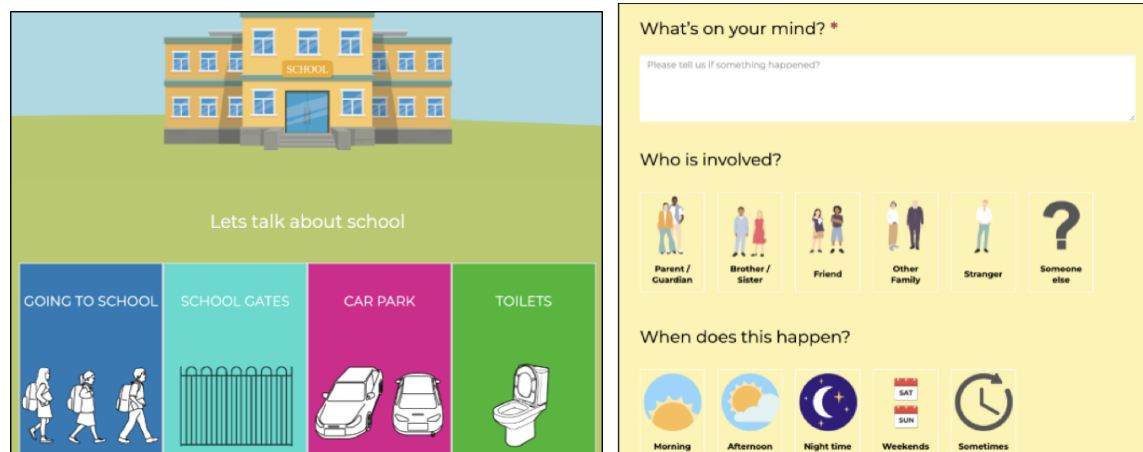 SCHOOL
Lets talk about school
GOING TO SCHOOL
SCHOOL GATES
CAR PARK
TOILETS
What's on your mind? *
Please tell us if something happened?
Who is involved?
Parent /
Guardian
Brother /
Sister
Friend
Other
Family
Stranger
Someone
else
When does this happen?
SAT
SUN
Morning
Afternoon
Night time
Weekends
Sometimes